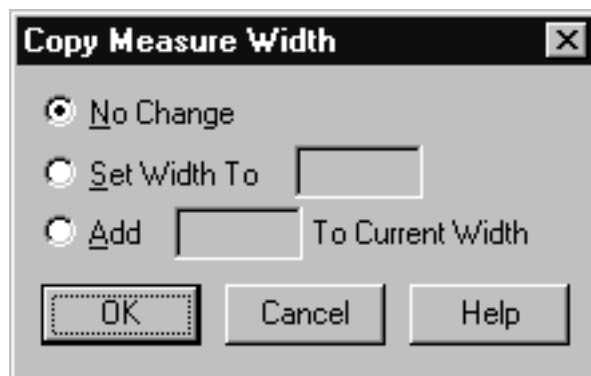 Copy Measure Width
No Change
Set Width To
Add To Current Width
OK Cancel Help